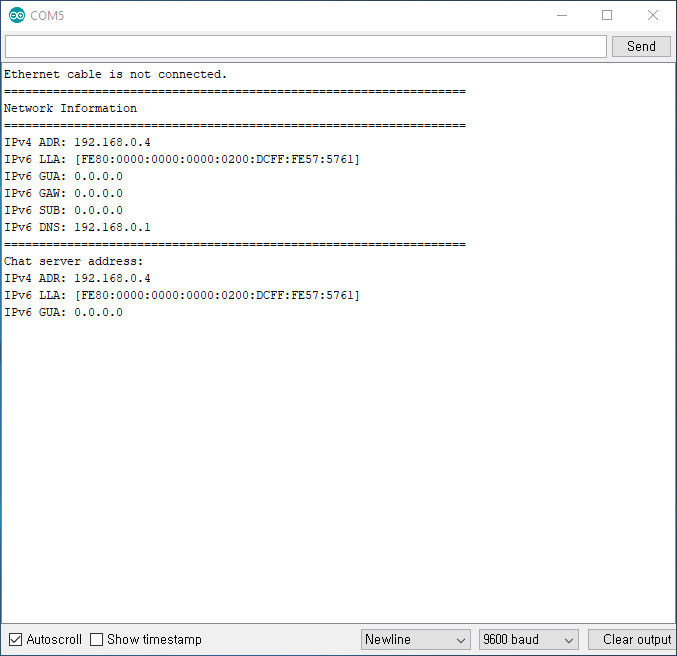 COM5
Send
Ethernet cable is not connected.
==================================================================
Network Information
==================================================================
IPv4 ADR: 192.168.0.4
IPv6 LLA: [FE80:0000:0000:0000:0200:DCFF:FE57:5761]
IPv6 GUA: 0.0.0.0
IPv6 GAW: 0.0.0.0
IPv6 SUB: 0.0.0.0
IPv6 DNS: 192.168.0.1
==================================================================
Chat server address:
IPv4 ADR: 192.168.0.4
IPv6 LLA: [FE80:0000:0000:0000:0200:DCFF:FE57:5761]
IPv6 GUA: 0.0.0.0
Autoscroll Show timestamp Newline 9600 baud Clear output